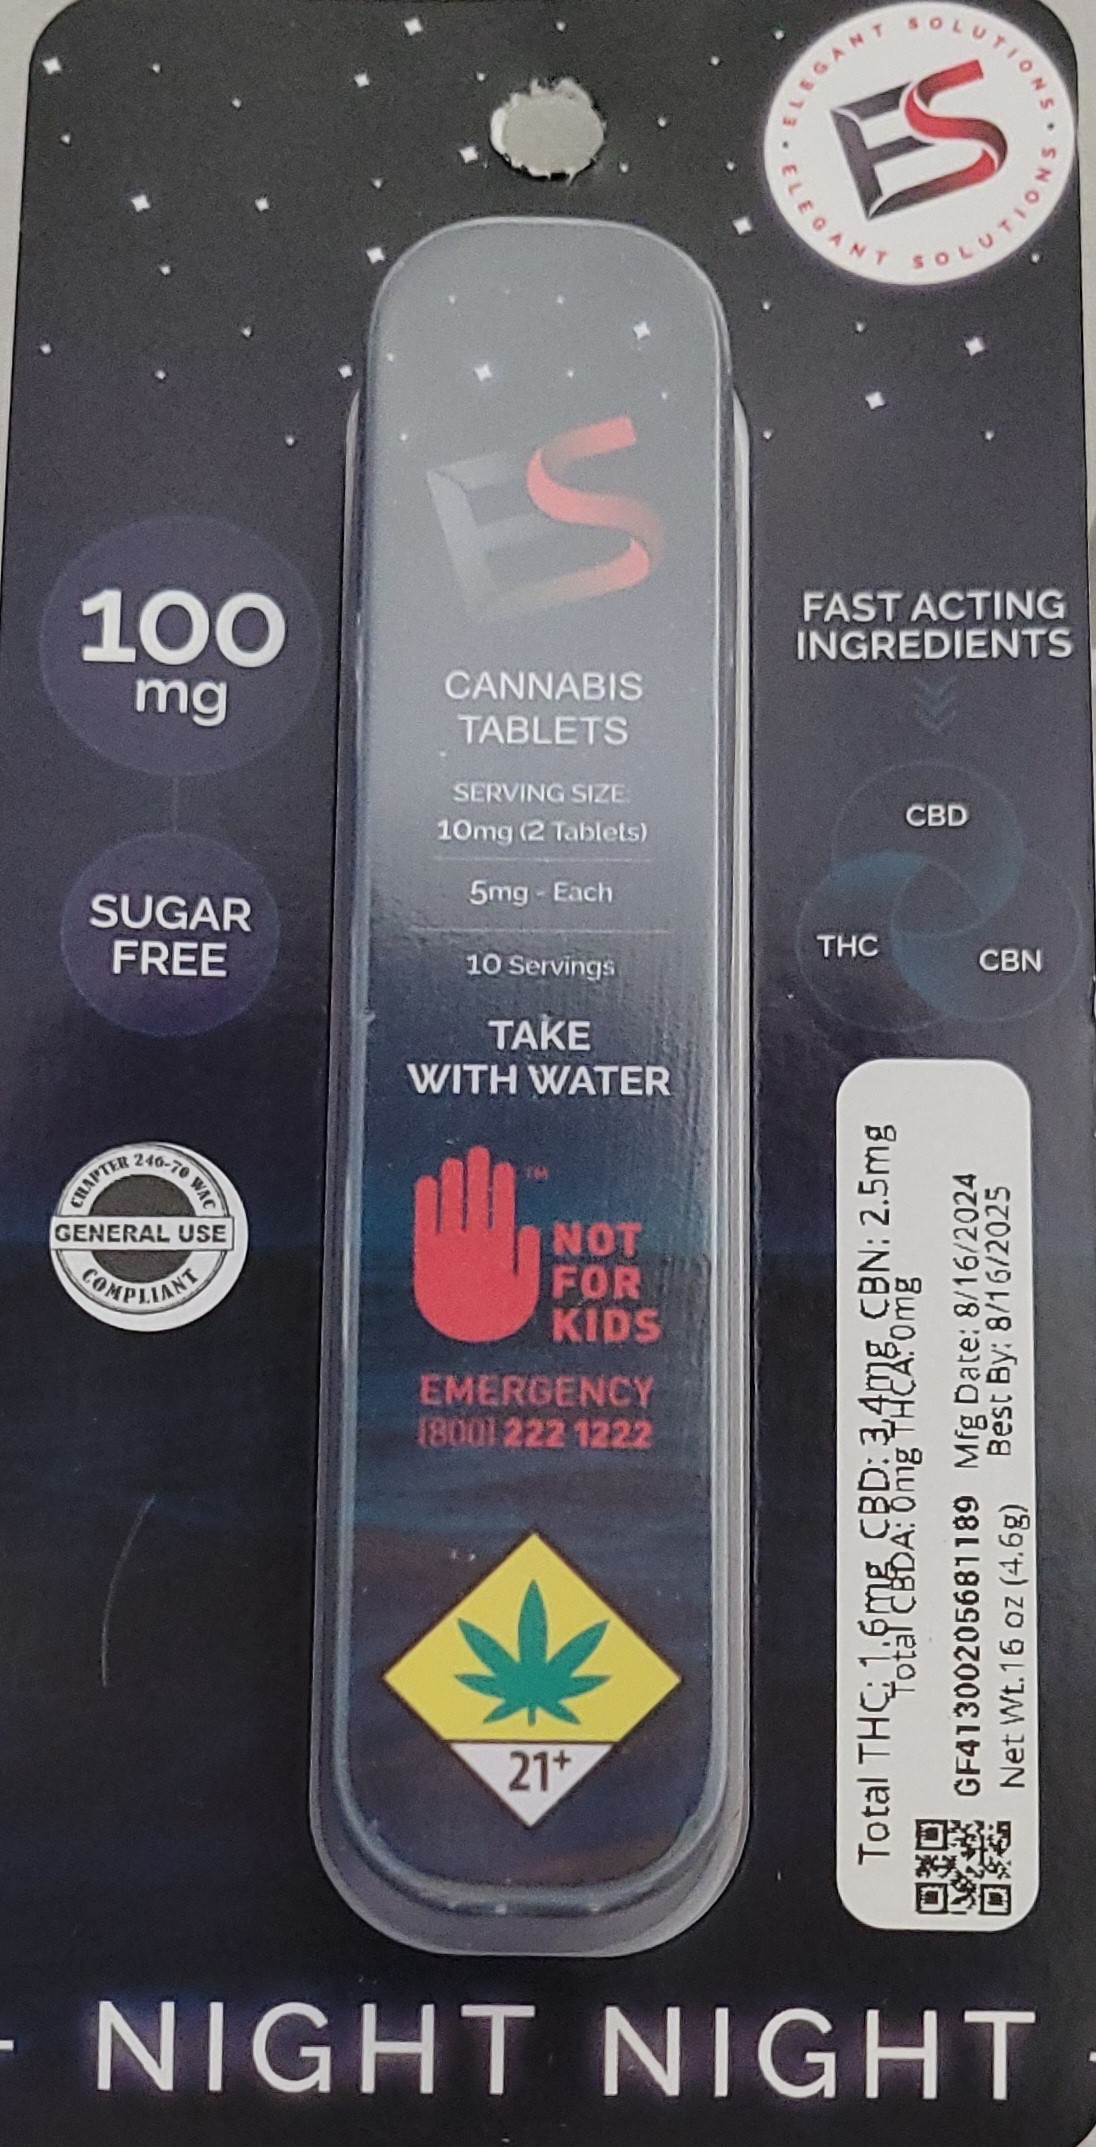 • ELEGANT SOLUTIONS • ELEGANT SOLUTIONS
ES
ES
100
mg
SUGAR
FREE
CHAPTER 246-70 WAC
GENERAL USE
COMPLIANT
CANNABIS
TABLETS
SERVING SIZE:
10mg (2 Tablets)
5mg - Each
10 Servings
TAKE
WITH WATER
™
NOT
FOR
KIDS
EMERGENCY
(800) 222 1222
21+
FAST ACTING
INGREDIENTS
CBD
THC
CBN
Total THC: 1.6mg CBD: 3.4mg CBN: 2.5mg
Total CBDA: 0mg THCA: 0mg
GF41300205681189 Mfg Date: 8/16/2024
Net Wt.16 oz (4.6g) Best By: 8/16/2025
- NIGHT NIGHT -